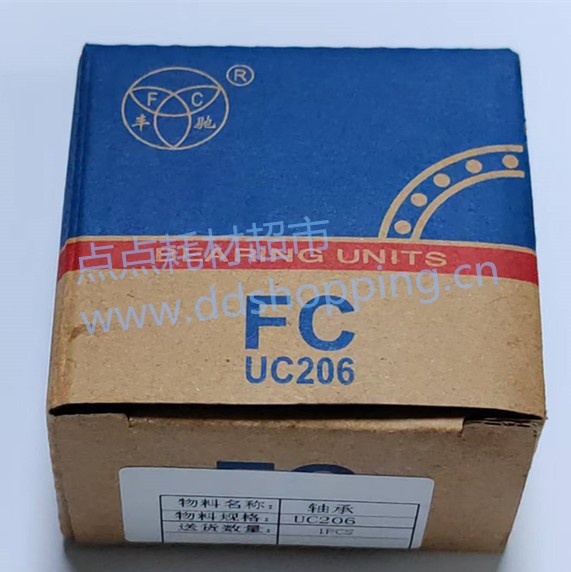 F C
丰 驰
®
点点耗材超市
BEARING UNITS
www.ddshopping.cn
FC
UC206
FC
物料名称: 轴承
物料规格: UC206
送货数量: 1PCS